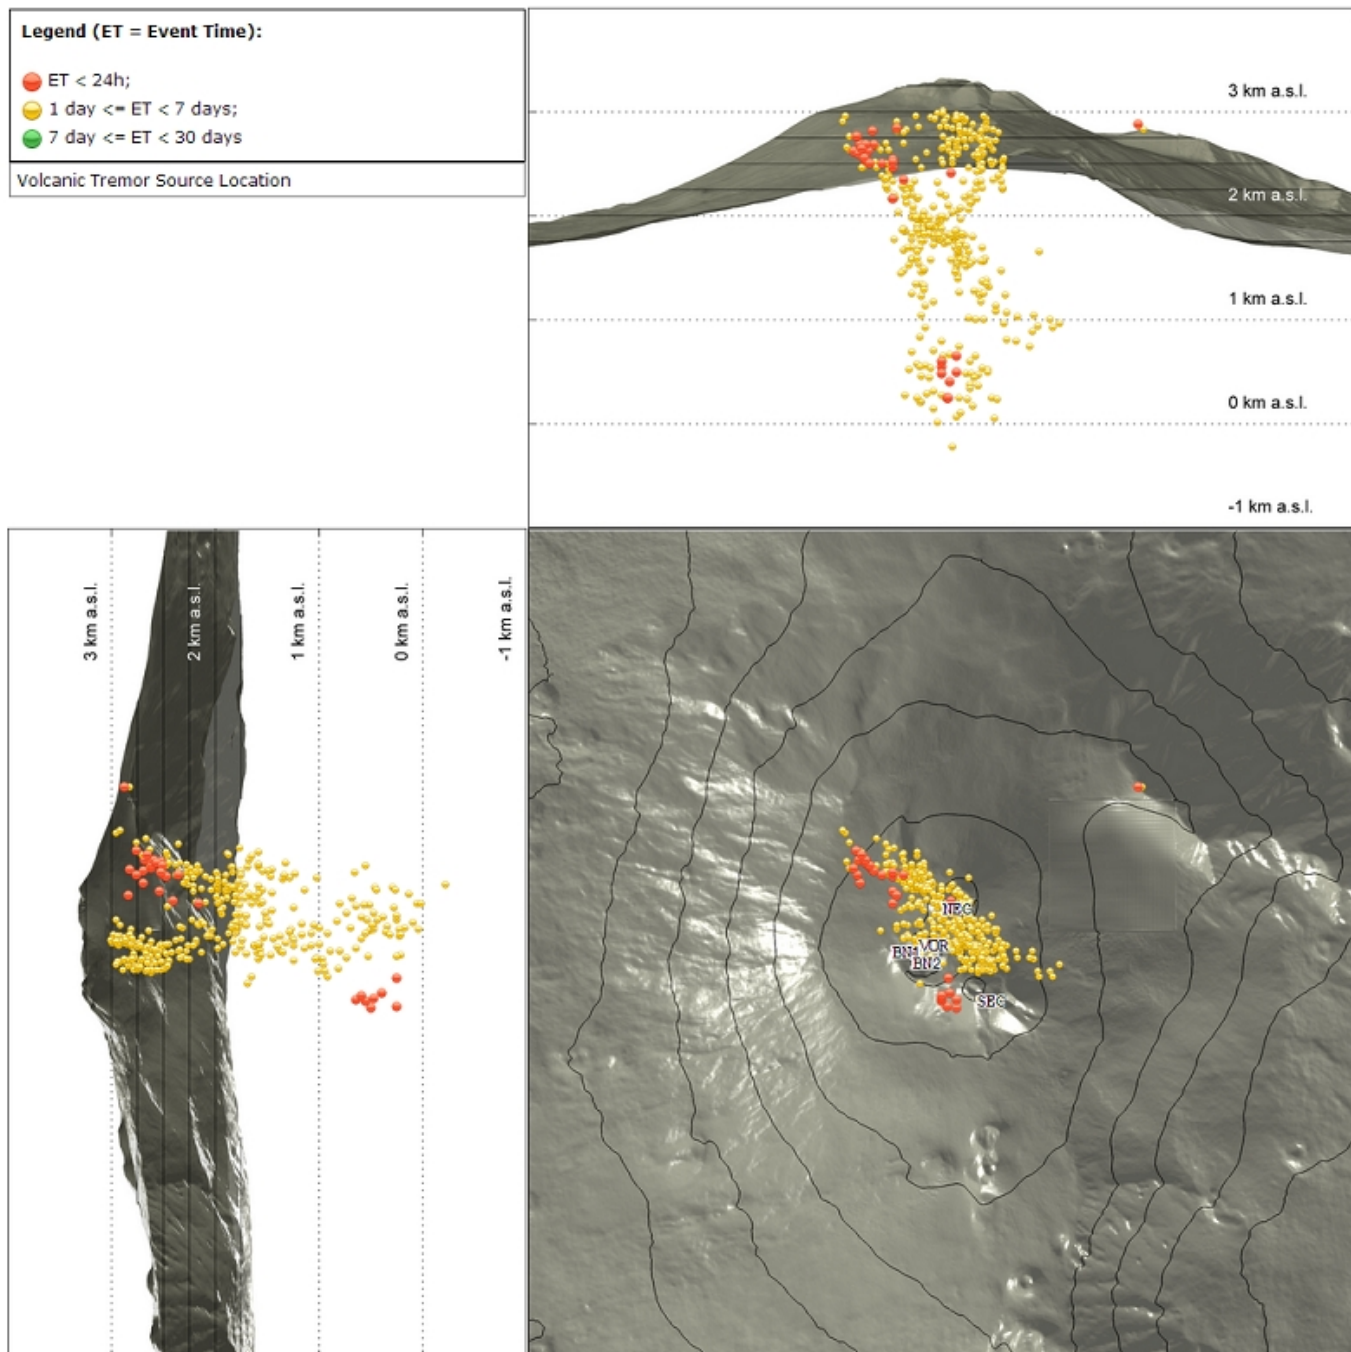 Legend (ET = Event Time):
ET < 24h;
1 day <= ET < 7 days;
7 day <= ET < 30 days
Volcanic Tremor Source Location
3 km a.s.l.
2 km a.s.l.
1 km a.s.l.
0 km a.s.l.
-1 km a.s.l.
3 km a.s.l.
2 km a.s.l.
1 km a.s.l.
0 km a.s.l.
-1 km a.s.l.
NEC
VOR
BN1
BN2
SEC